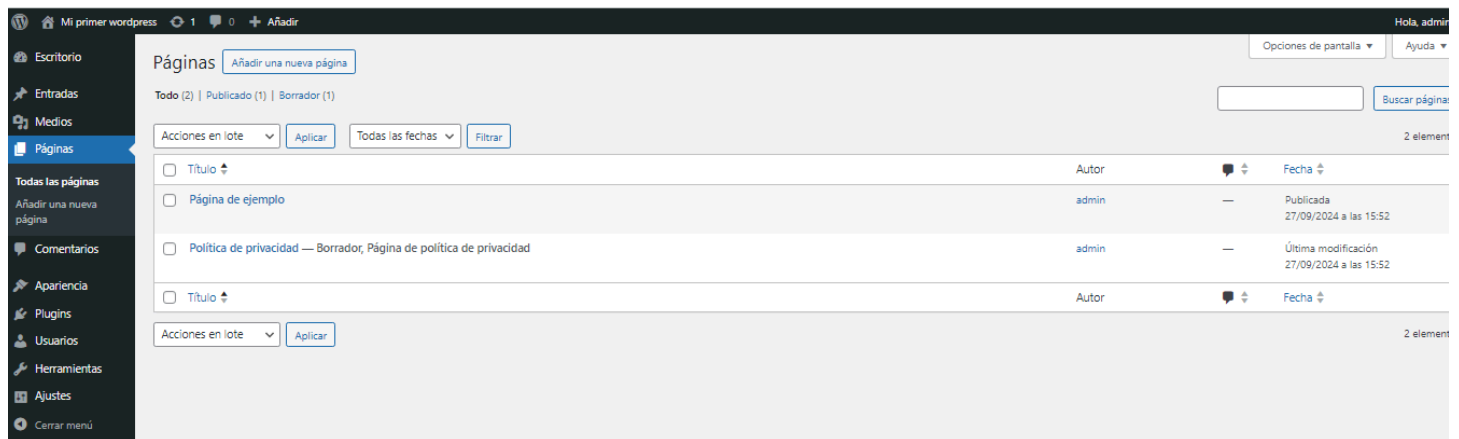 Mi primer wordpress 1 0 + Añadir Hola, admin
Escritorio
Entradas
Medios
Páginas
Todas las páginas
Añadir una nueva
página
Comentarios
Apariencia
Plugins
Usuarios
Herramientas
Ajustes
Cerrar menú
Opciones de pantalla ▼ Ayuda ▼
Páginas Añadir una nueva página
Todo (2) | Publicado (1) | Borrador (1)
Buscar páginas
Acciones en lote Aplicar Todas las fechas Filtrar 2 element
Título Autor Fecha
Página de ejemplo admin — Publicada
27/09/2024 a las 15:52
Política de privacidad — Borrador, Página de política de privacidad admin — Última modificación
27/09/2024 a las 15:52
Título Autor Fecha
Acciones en lote Aplicar 2 element